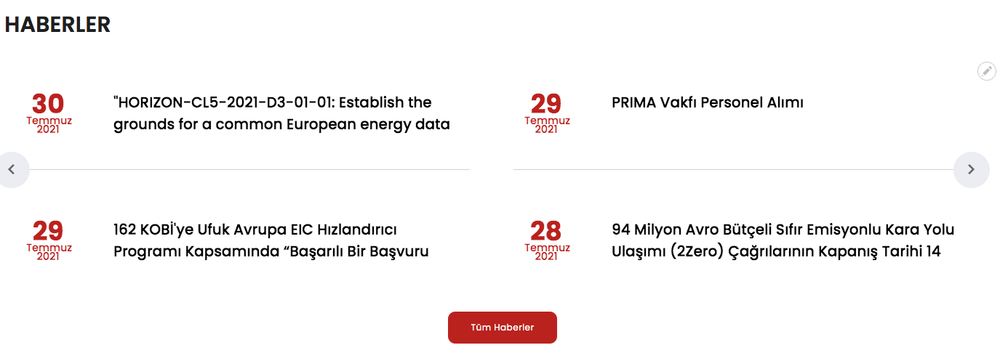 HABERLER
30
Temmuz
2021
"HORIZON-CL5-2021-D3-01-01: Establish the
grounds for a common European energy data
29
Temmuz
2021
PRIMA Vakfı Personel Alımı
29
Temmuz
2021
162 KOBİ'ye Ufuk Avrupa EIC Hızlandırıcı
Programı Kapsamında “Başarılı Bir Başvuru
28
Temmuz
2021
94 Milyon Avro Bütçeli Sıfır Emisyonlu Kara Yolu
Ulaşımı (2Zero) Çağrılarının Kapanış Tarihi 14
Tüm Haberler